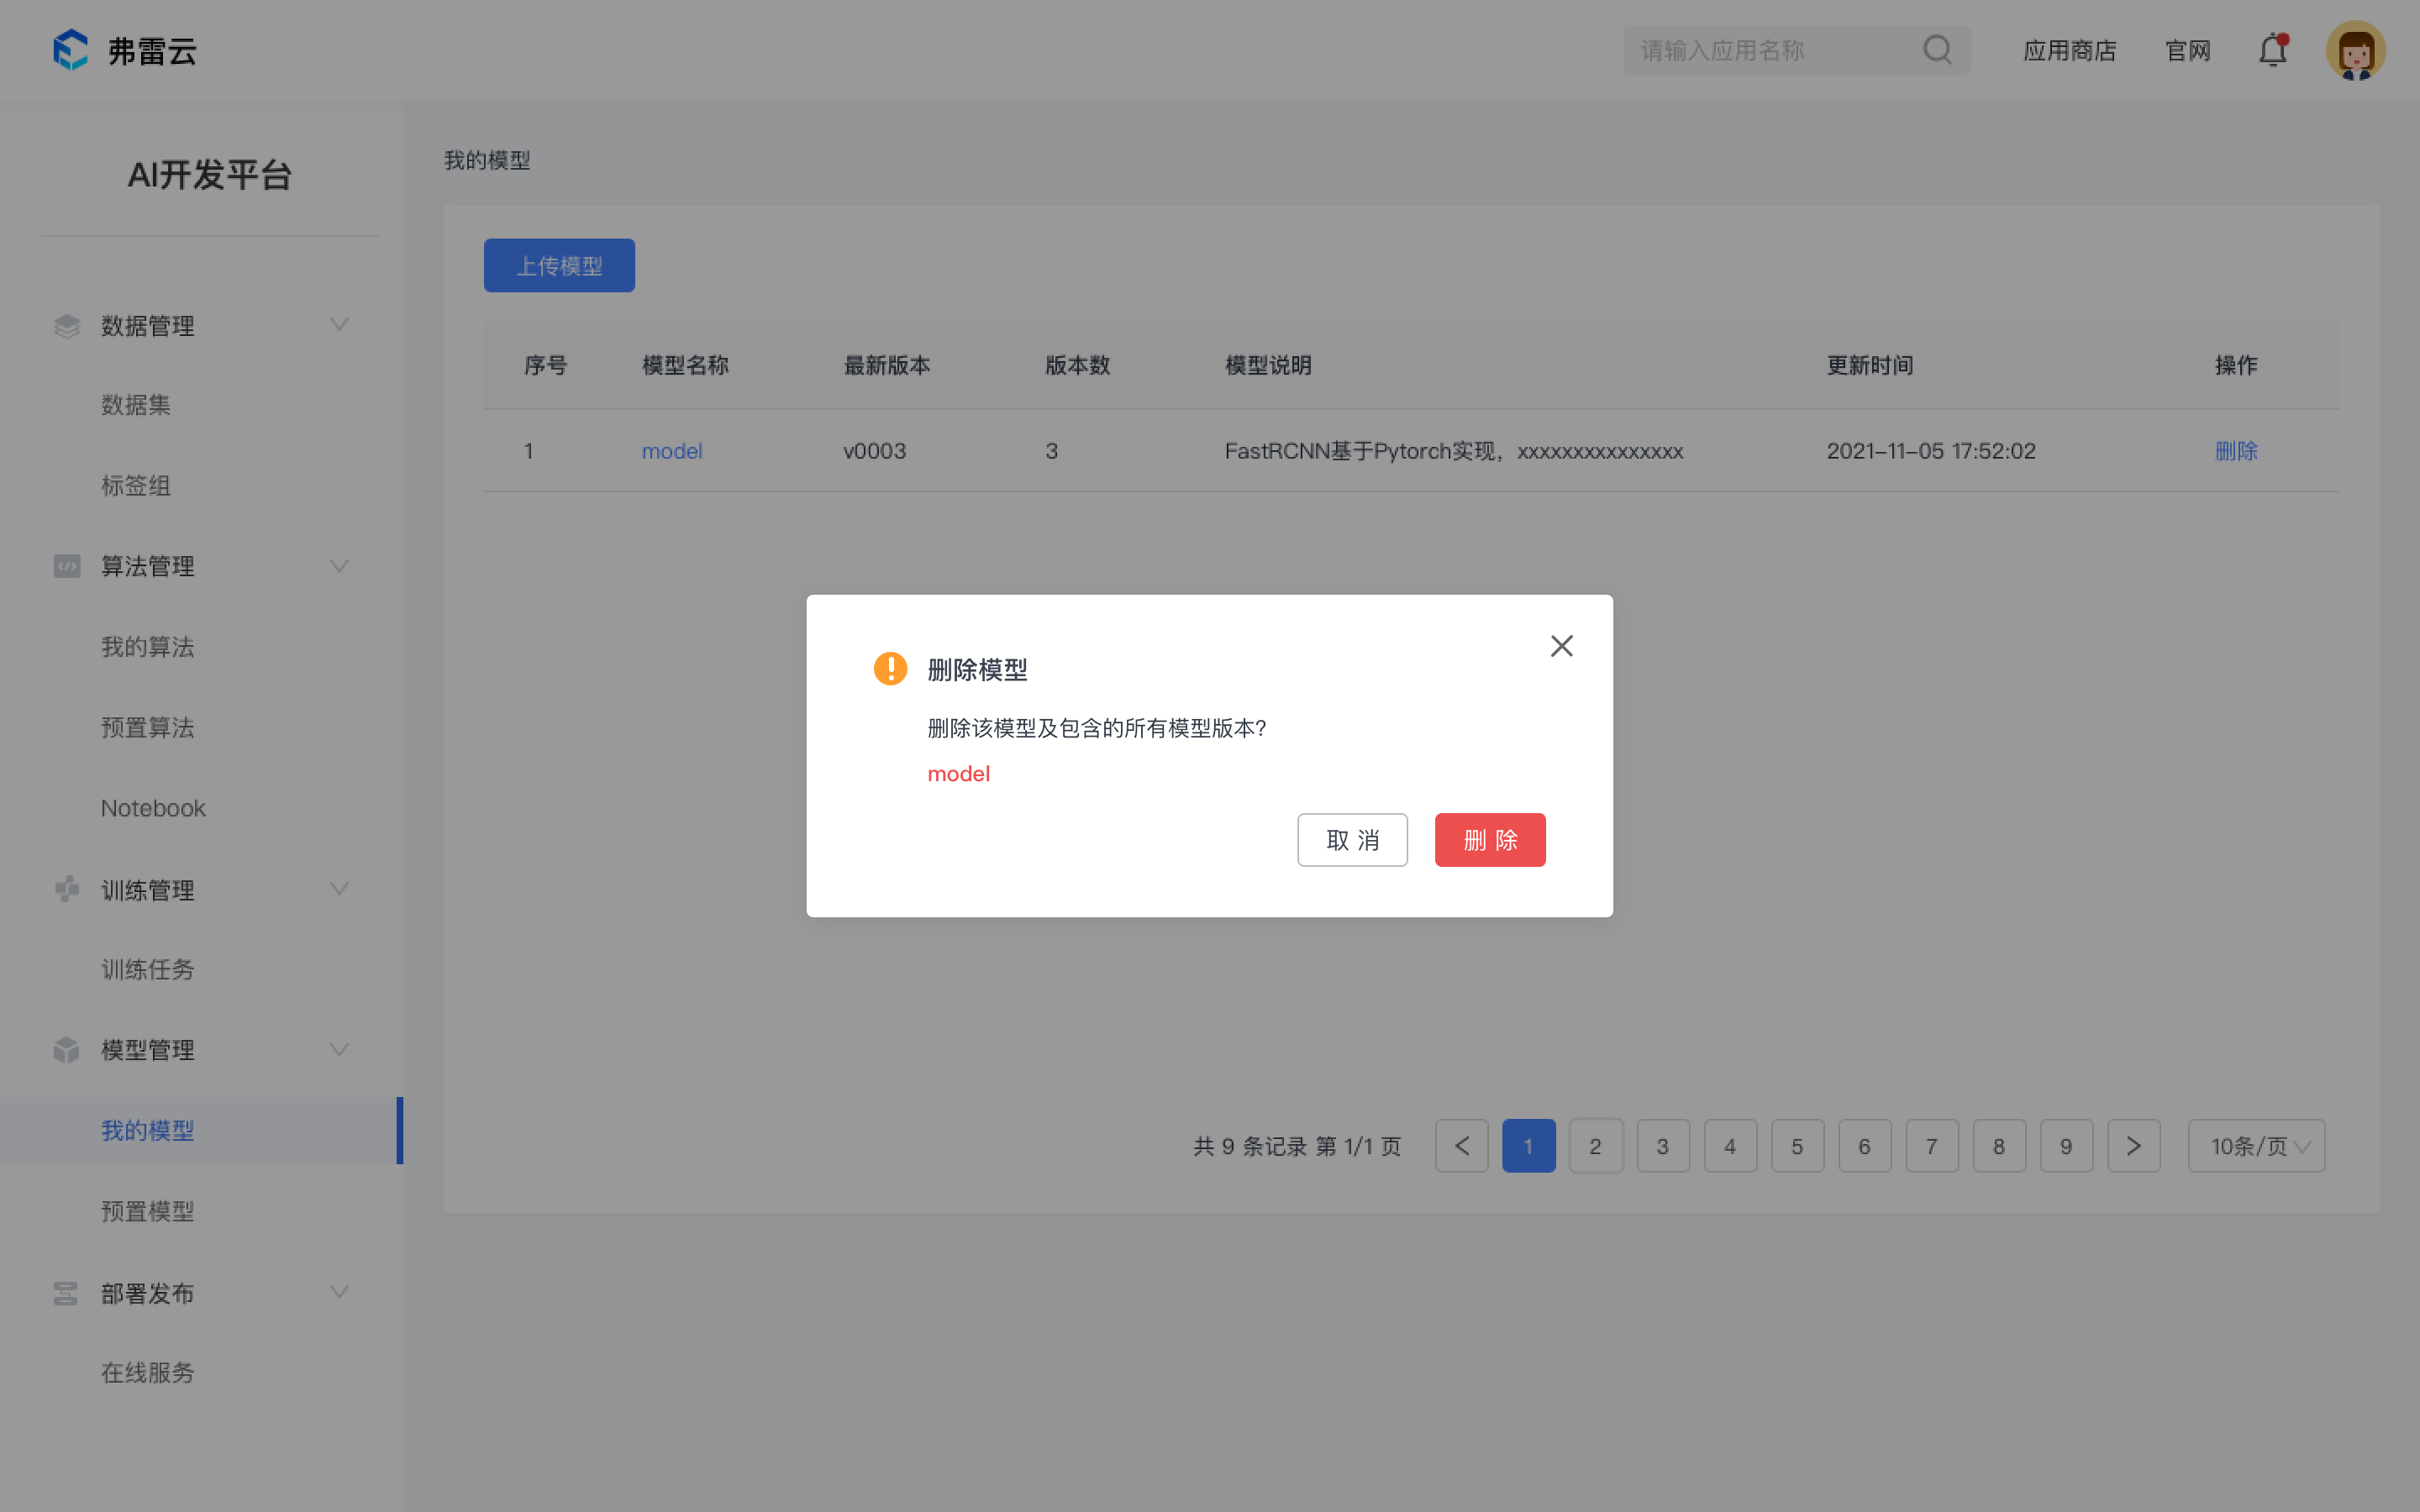 弗雷云
请输入应用名称
应用商店
官网
AI开发平台
数据管理
数据集
标签组
算法管理
我的算法
预置算法
Notebook
训练管理
训练任务
模型管理
我的模型
预置模型
部署发布
在线服务
我的模型
上传模型
序号 模型名称 最新版本 版本数 模型说明 更新时间 操作
1 model v0003 3 FastRCNN基于Pytorch实现，xxxxxxxxxxxxxxx 2021-11-05 17:52:02 删除
删除模型
删除该模型及包含的所有模型版本?
model
取 消 删 除
共 9 条记录 第 1/1 页 < 1 2 3 4 5 6 7 8 9 > 10条/页